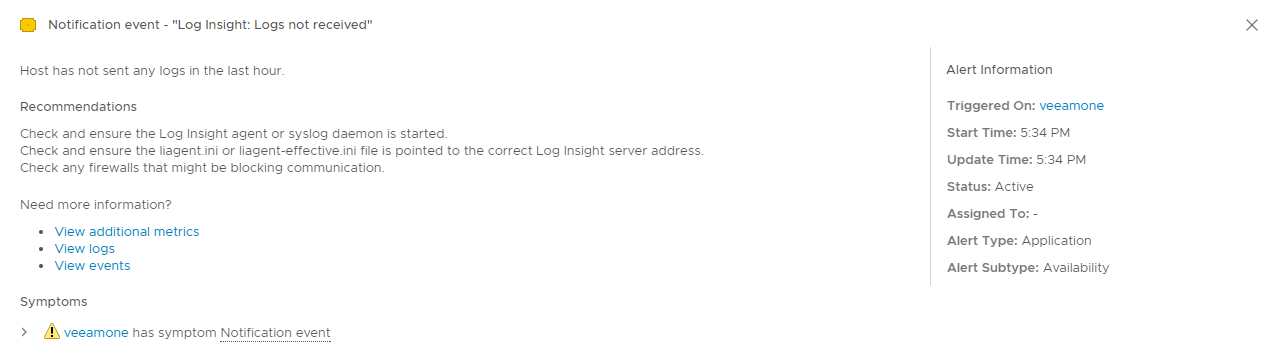 Notification event - "Log Insight: Logs not received"
Host has not sent any logs in the last hour.
Recommendations
Check and ensure the Log Insight agent or syslog daemon is started.
Check and ensure the liagent.ini or liagent-effective.ini file is pointed to the correct Log Insight server address.
Check any firewalls that might be blocking communication.
Need more information?
View additional metrics
View logs
View events
Symptoms
veeamone has symptom Notification event
Alert Information
Triggered On: veeamone
Start Time: 5:34 PM
Update Time: 5:34 PM
Status: Active
Assigned To: -
Alert Type: Application
Alert Subtype: Availability